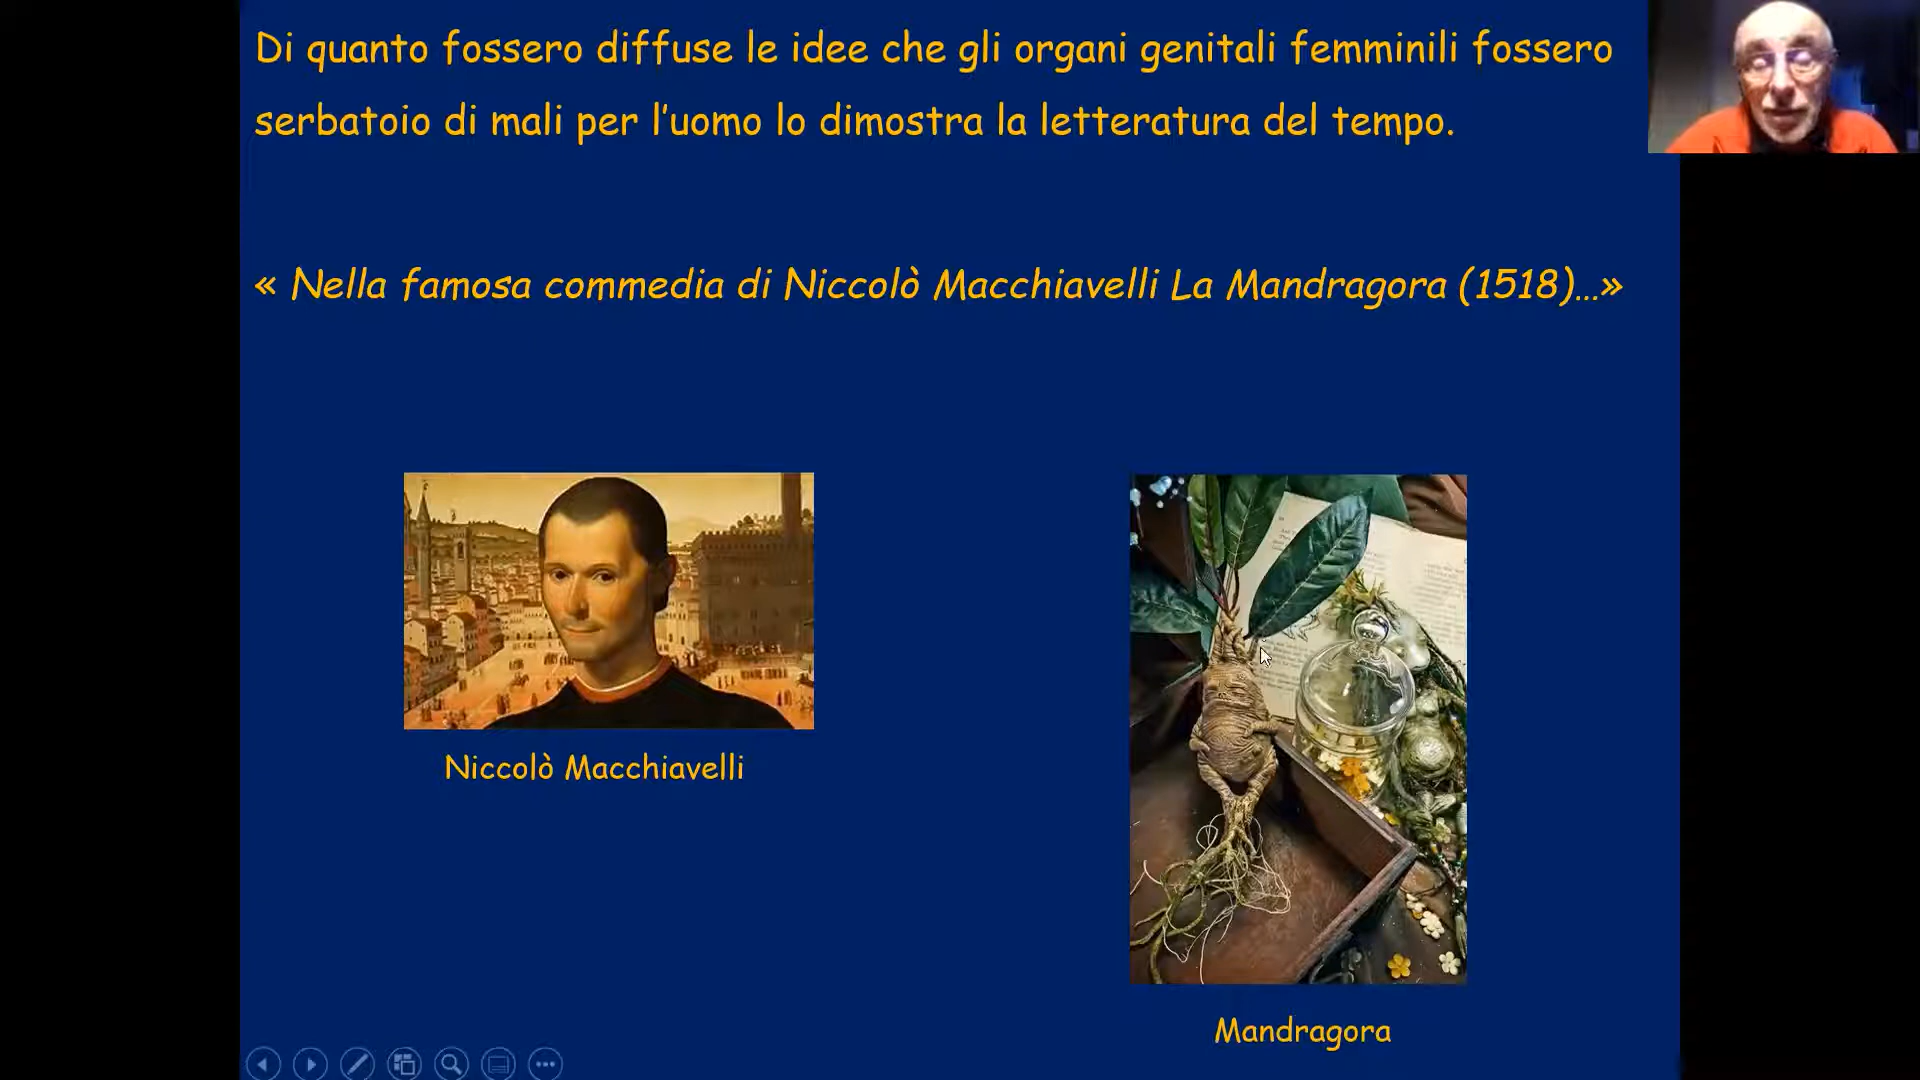 Di quanto fossero diffuse le idee che gli organi genitali femminili fossero
serbatoio di mali per l'uomo lo dimostra la letteratura del tempo.
« Nella famosa commedia di Niccolò Macchiavelli La Mandragora (1518)…»
Niccolò Macchiavelli
Mandragora